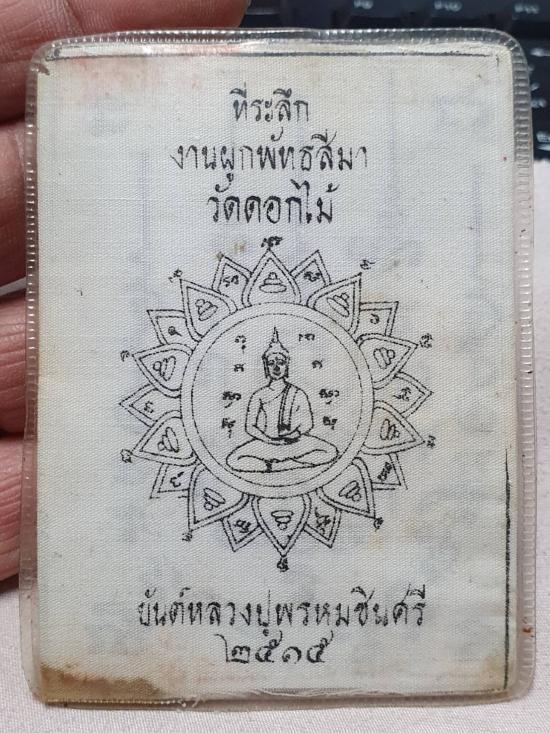 ที่ระลึก
งานผูกพัทธสีมา
วัดดอกไม้
ยันต์หลวงปู่พรหมชินศรี
๒๕๑๕